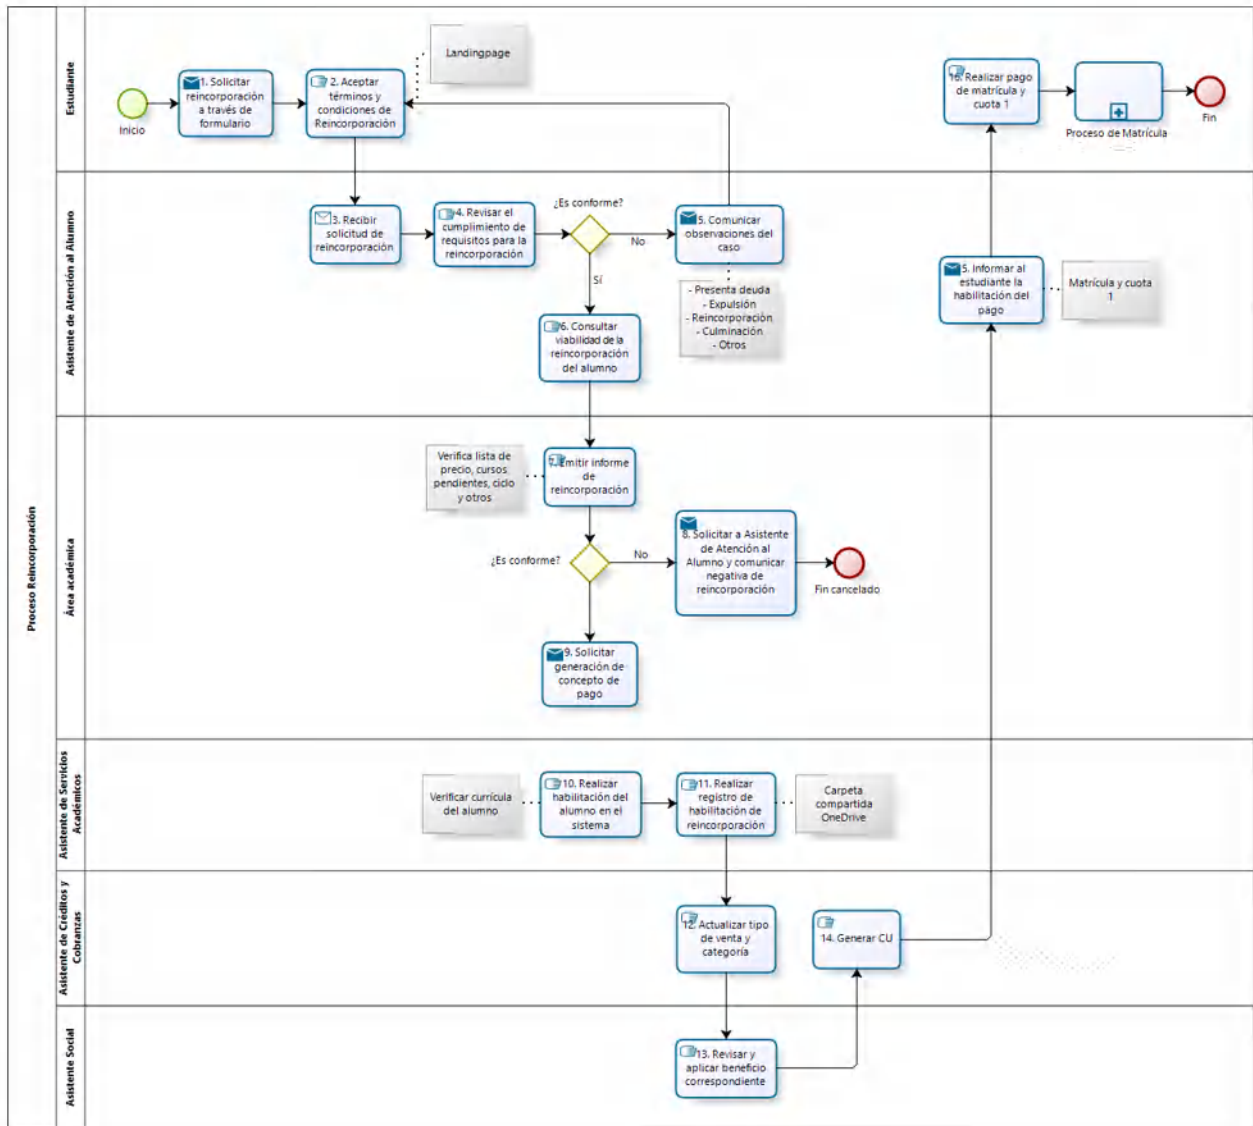 Proceso Reincorporación
Estudiante
Inicio
1. Solicitar
reincorporación
a través de
formulario
2. Aceptar
términos y
condiciones de
Reincorporación
Landingpage
16. Realizar pago
de matrícula y
cuota 1
Proceso de Matrícula
Fin
Asistente de Atención al Alumno
3. Recibir
solicitud de
reincorporación
4. Revisar el
cumplimiento de
requisitos para la
reincorporación
¿Es conforme?
No
Sí
5. Comunicar
observaciones del
caso
- Presenta deuda
- Expulsión
- Reincorporación
- Culminación
- Otros
6. Consultar
viabilidad de la
reincorporación
del alumno
5. Informar al
estudiante la
habilitación del
pago
Matrícula y cuota
1
Área académica
Verifica lista de
precio, cursos
pendientes, ciclo
y otros
7. Emitir informe
de
reincorporación
¿Es conforme?
No
8. Solicitar a Asistente
de Atención al
Alumno y comunicar
negativa de
reincorporación
Fin cancelado
9. Solicitar
generación de
concepto de
pago
Asistente de Servicios
Académicos
Verificar currícula
del alumno
10. Realizar
habilitación del
alumno en el
sistema
11. Realizar
registro de
habilitación de
reincorporación
Carpeta
compartida
OneDrive
Asistente de Créditos y
Cobranzas
12. Actualizar tipo
de venta y
categoría
14. Generar CU
Asistente Social
13. Revisar y
aplicar beneficio
correspondiente